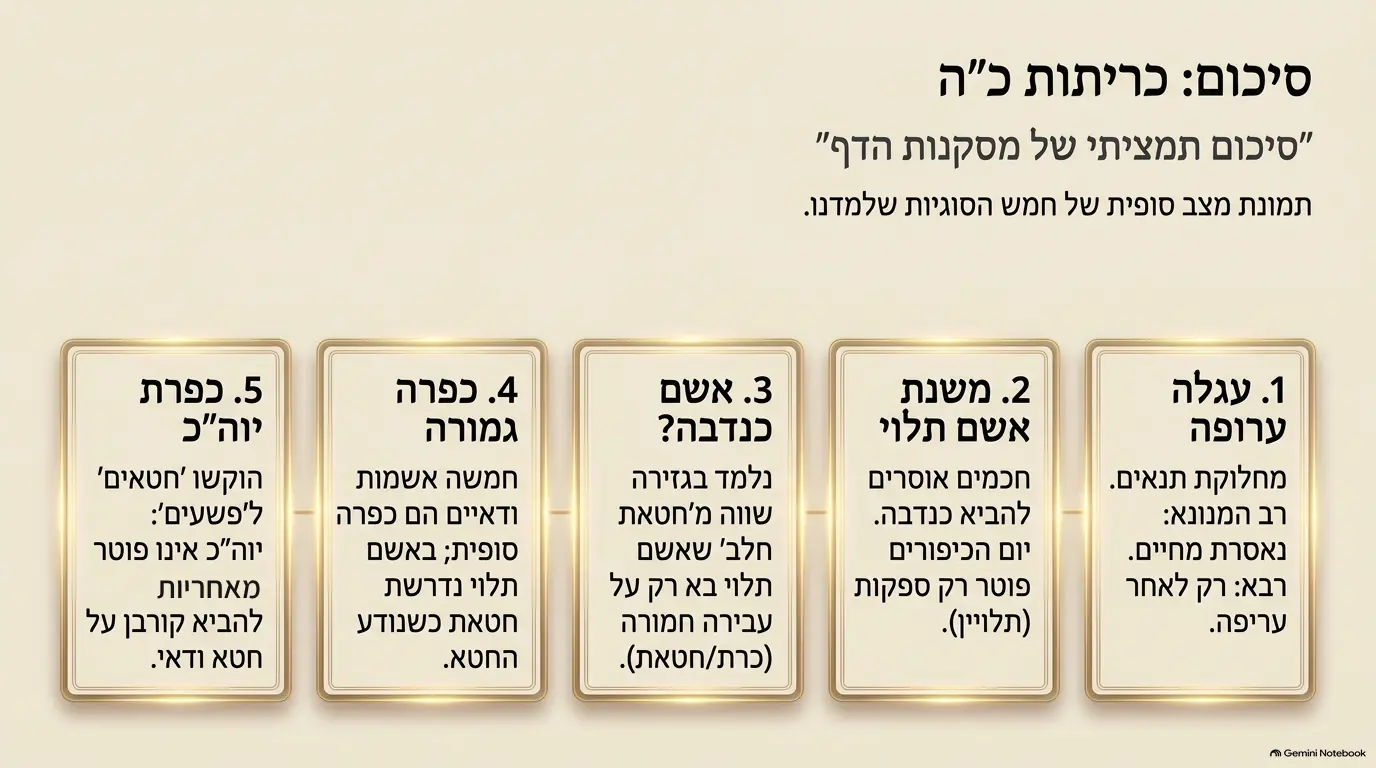 סיכום: כריתות כ"ה
"סיכום תמציתי של מסקנות הדף"
תמונת מצב סופית של חמש הסוגיות שלמדנו.
1. עגלה
ערופה
מחלוקת תנאים.
רב המנונא:
נאסרת מחיים.
רבא: רק לאחר
עריפה.
2. משנת
אשם תלוי
חכמים אוסרים
להביא כנדבה.
יום הכיפורים
פוטר רק ספקות
(תלויין).
3. אשם
כנדבה?
נלמד בגזירה
שווה מ'חטאת
חלב' שאשם
תלוי בא רק על
עבירה חמורה
(כרת/חטאת).
4. כפרה
גמורה
חמשה אשמות
ודאיים הם כפרה
סופית; באשם
תלוי נדרשת
חטאת כשנודע
החטא.
5. כפרת
יוה"כ
הוקשו 'חטאים'
ל'פשעים':
יוה"כ אינו פוטר
מאחריות
להביא קורבן על
חטא ודאי.
Gemini Notebook